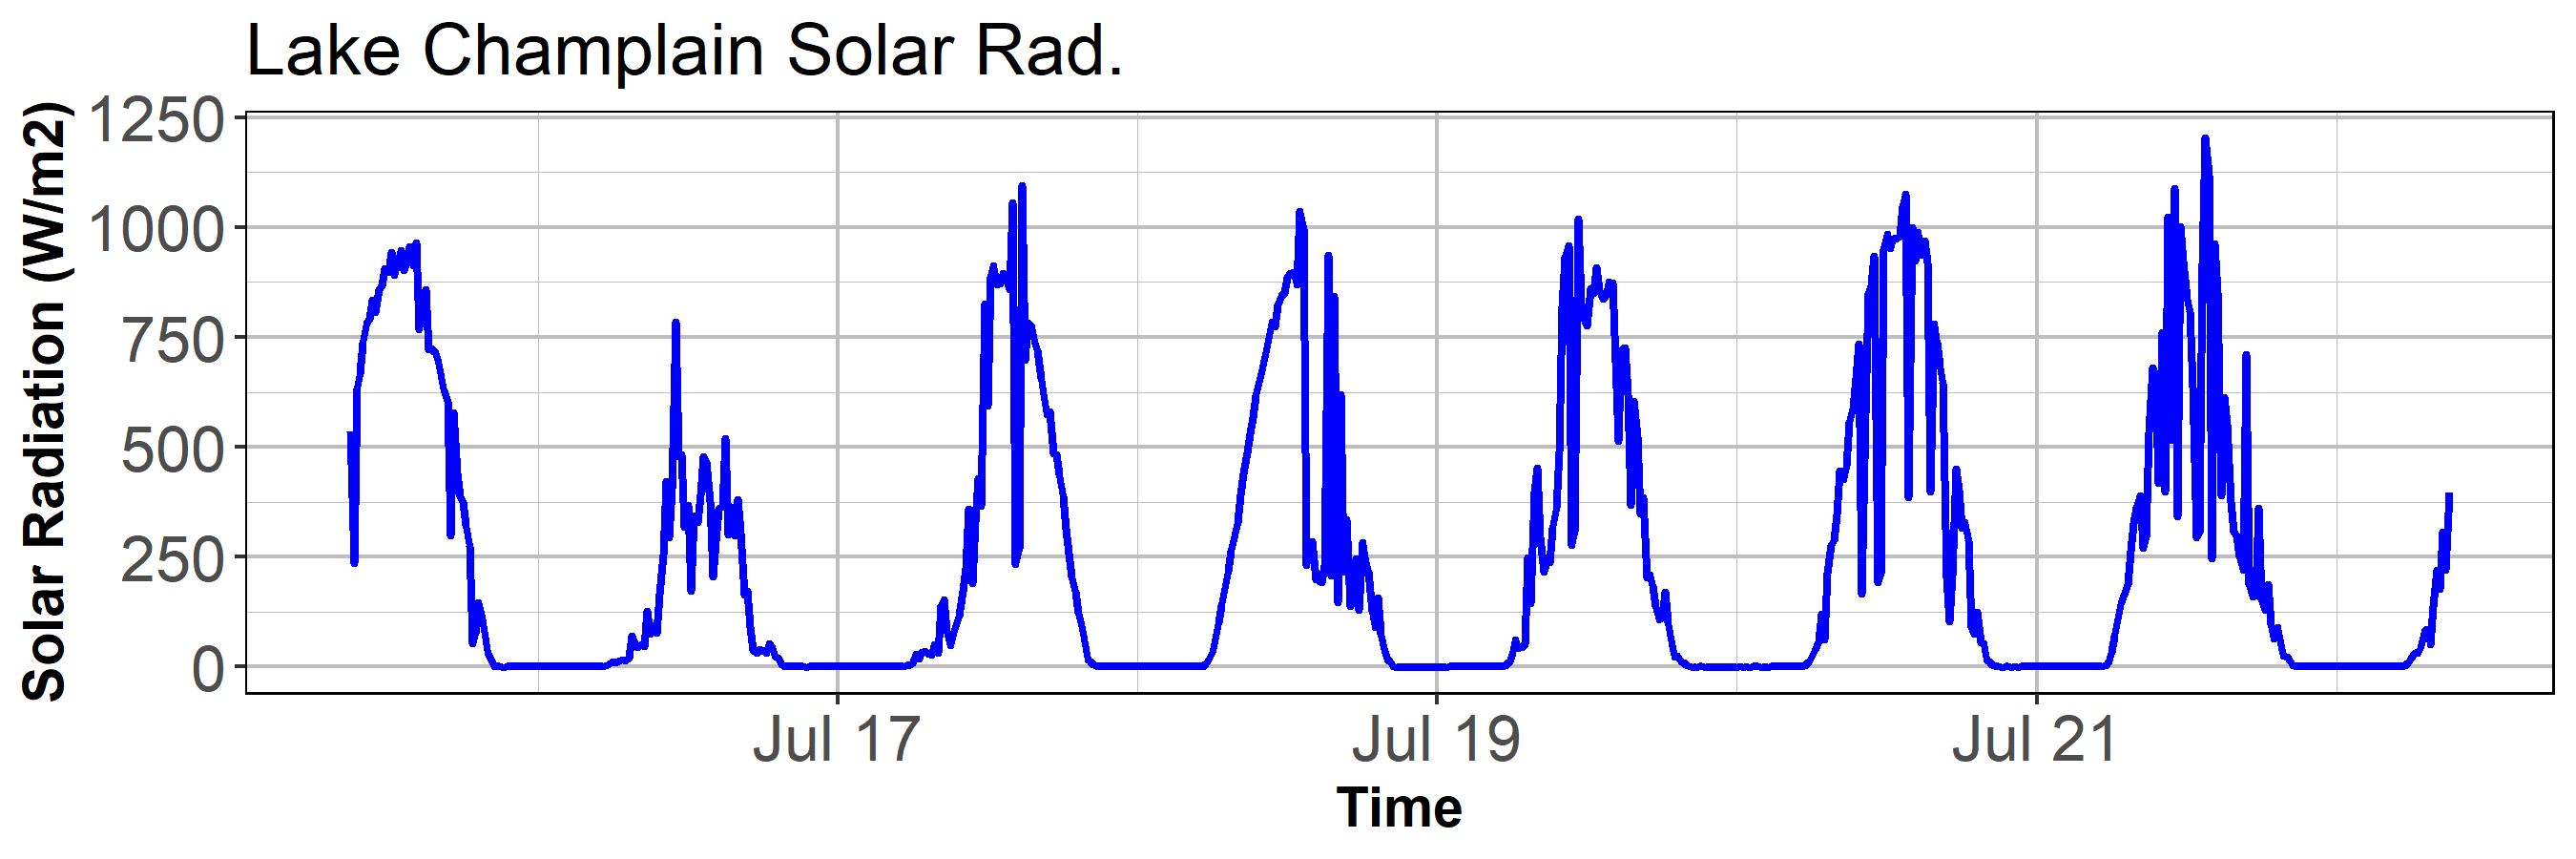 Lake Champlain Solar Rad.
Solar Radiation (W/m2)
1250
1000
750
500
250
0
Jul 17 Jul 19 Jul 21
Time